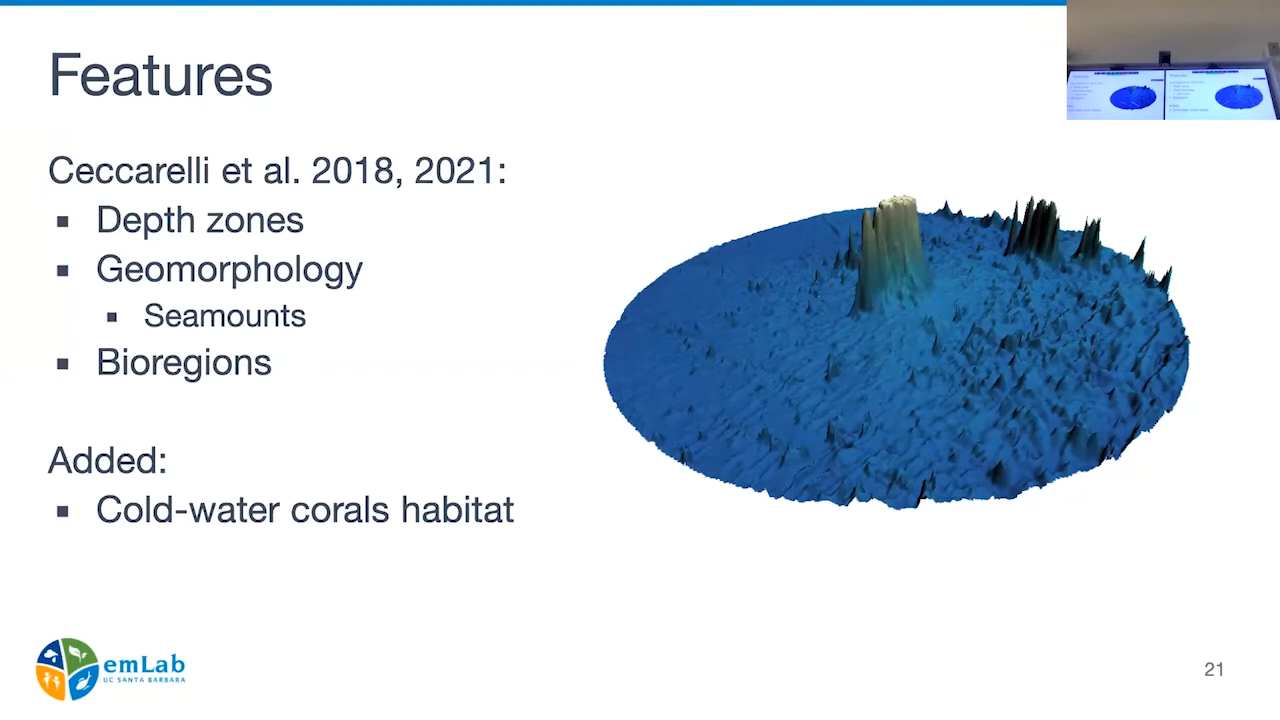 Features
Ceccarelli et al. 2018, 2021:
▪ Depth zones
▪ Geomorphology
▪ Seamounts
▪ Bioregions
Added:
▪ Cold-water corals habitat
emLab
UC SANTA BARBARA
21